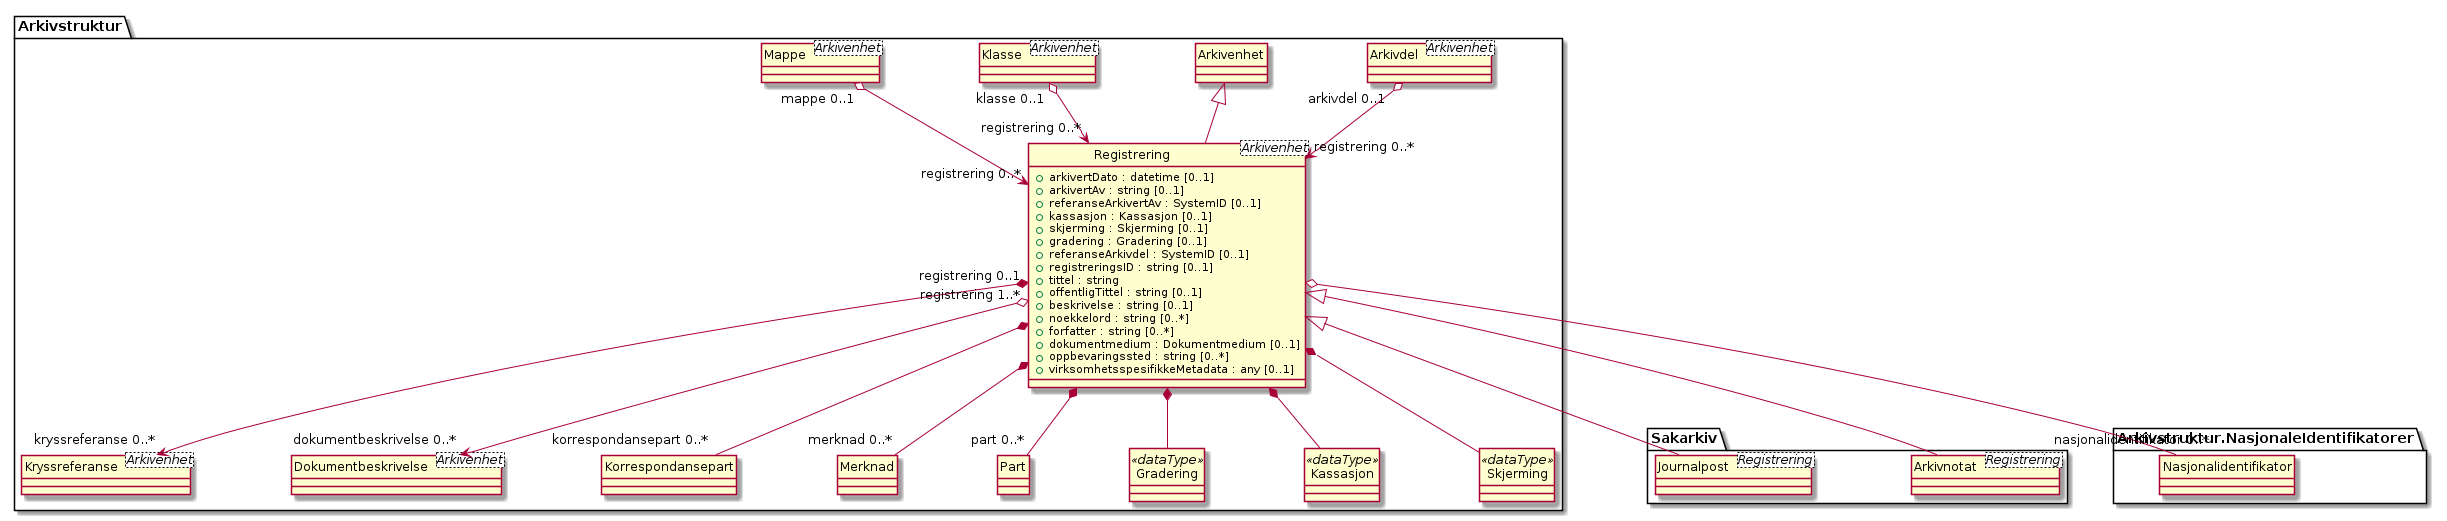 Arkivstruktur
Mappe
Arkivenhet
Klasse
Arkivenhet
Arkivenhet
Arkivdel
Arkivenhet
mappe 0..1
klasse 0..1
arkivdel 0..1
registrering 0..*
registrering 0..*
registrering 0..*
Registrering
Arkivenhet
arkivertDato : datetime [0..1]
arkivertAv : string [0..1]
referanseArkivertAv : SystemID [0..1]
kassasjon : Kassasjon [0..1]
skjerming : Skjerming [0..1]
gradering : Gradering [0..1]
referanseArkivdel : SystemID [0..1]
registreringsID : string [0..1]
tittel : string
offentligTittel : string [0..1]
beskrivelse : string [0..1]
noekkelord : string [0..*]
forfatter : string [0..*]
dokumentmedium : Dokumentmedium [0..1]
oppbevaringssted : string [0..*]
virksomhetsspesifikkeMetadata : any [0..1]
registrering 0..1
registrering 1..*
kryssreferanse 0..*
dokumentbeskrivelse 0..*
korrespondansepart 0..*
merknad 0..*
part 0..*
nasjonalidentifikator 0..*
Kryssreferanse
Arkivenhet
Dokumentbeskrivelse
Arkivenhet
Korrespondansepart
Merknad
Part
«dataType»
Gradering
«dataType»
Kassasjon
«dataType»
Skjerming
Sakarkiv
Journalpost
Registrering
Arkivnotat
Registrering
Arkivstruktur.NasjonaleIdentifikatorer
Nasjonalidentifikator